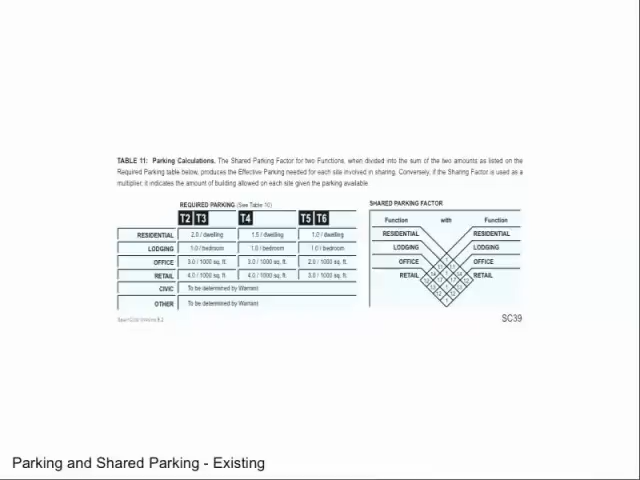 TABLE 11: Parking Calculations. The Shared Parking Factor for two Functions, when divided into the sum of the two amounts as listed on the
Required Parking table below, produces the Effective Parking needed for each site involved in sharing. Conversely, if the Sharing Factor is used as a
multiplier, it indicates the amount of building allowed on each site given the parking available.
REQUIRED PARKING (See Table 10)
T2 T3 T4 T5 T6
RESIDENTIAL 2.0 / dwelling 1.5 / dwelling 1.0 / dwelling
LODGING 1.0 / bedroom 1.0 / bedroom 1.0 / bedroom
OFFICE 3.0 / 1000 sq. ft. 3.0 / 1000 sq. ft. 2.0 / 1000 sq. ft.
RETAIL 4.0 / 1000 sq. ft. 4.0 / 1000 sq. ft. 3.0 / 1000 sq. ft.
CIVIC To be determined by Warrant
OTHER To be determined by Warrant
SHARED PARKING FACTOR
Function with Function
RESIDENTIAL RESIDENTIAL
LODGING LODGING
OFFICE OFFICE
RETAIL RETAIL
SC39
Parking and Shared Parking - Existing